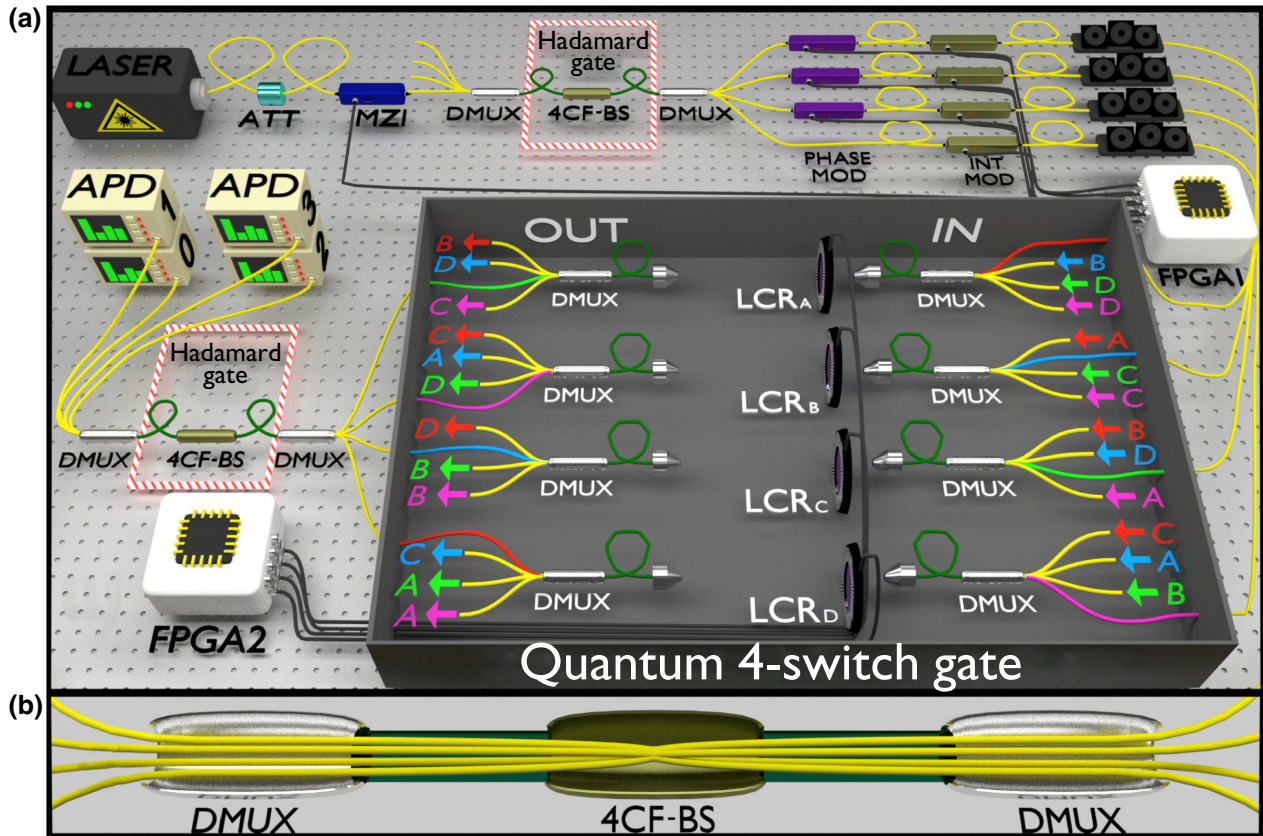 (a)
LASER
ATT
MZI
DMUX
Hadamard
gate
4CF-BS
DMUX
PHASE
MOD
INT
MOD
FPGA1
APD
1
0
APD
3
2
Hadamard
gate
DMUX
4CF-BS
DMUX
FPGA2
OUT
IN
B
D
C
DMUX
LCRA
DMUX
B
D
D
C
A
D
DMUX
LCRB
DMUX
A
C
C
D
B
B
DMUX
LCRC
DMUX
B
D
A
C
A
A
DMUX
LCRD
DMUX
C
A
B
Quantum 4-switch gate
(b)
DMUX
4CF-BS
DMUX